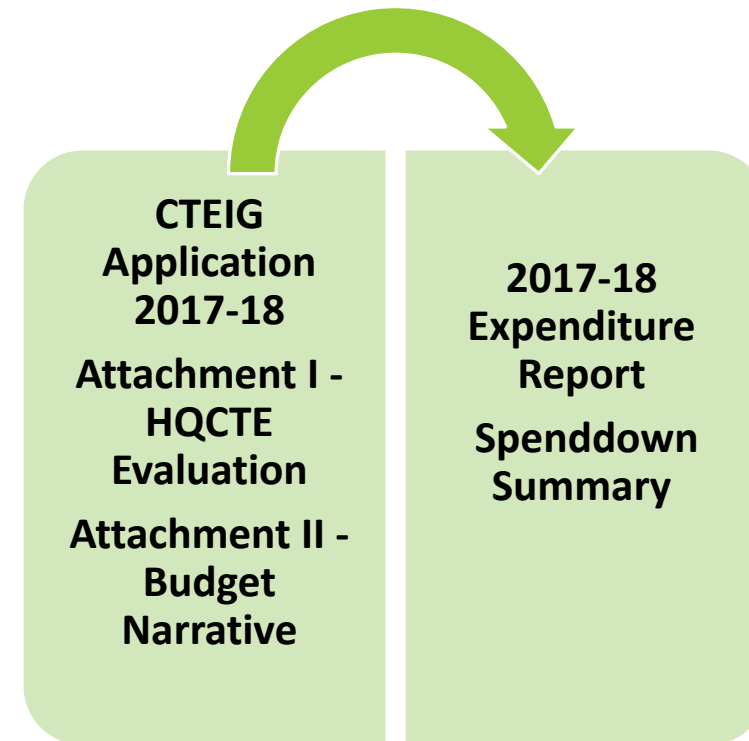 CTEIG
Application
2017-18
Attachment I -
HQCTE
Evaluation
Attachment II -
Budget
Narrative
2017-18
Expenditure
Report
Spenddown
Summary